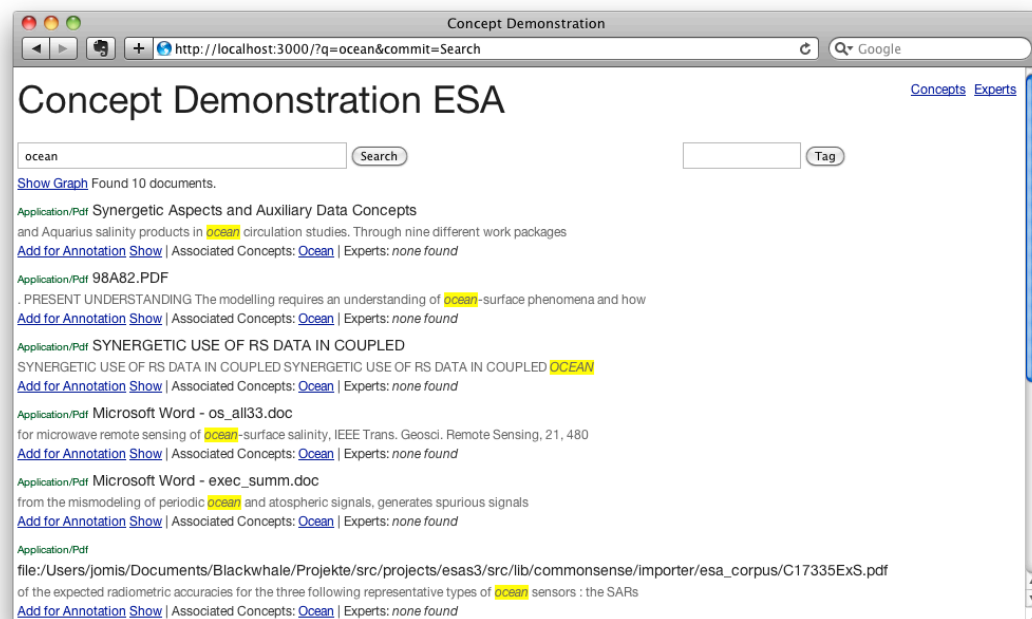 Concept Demonstration
http://localhost:3000/?q=ocean&commit=Search
Google
Concept Demonstration ESA
Concepts Experts
ocean Search Tag
Show Graph Found 10 documents.
Application/Pdf Synergetic Aspects and Auxiliary Data Concepts
and Aquarius salinity products in ocean circulation studies. Through nine different work packages
Add for Annotation Show | Associated Concepts: Ocean | Experts: none found
Application/Pdf 98A82.PDF
. PRESENT UNDERSTANDING The modelling requires an understanding of ocean-surface phenomena and how
Add for Annotation Show | Associated Concepts: Ocean | Experts: none found
Application/Pdf SYNERGETIC USE OF RS DATA IN COUPLED
SYNERGETIC USE OF RS DATA IN COUPLED SYNERGETIC USE OF RS DATA IN COUPLED OCEAN
Add for Annotation Show | Associated Concepts: Ocean | Experts: none found
Application/Pdf Microsoft Word - os_all33.doc
for microwave remote sensing of ocean-surface salinity, IEEE Trans. Geosci. Remote Sensing, 21, 480
Add for Annotation Show | Associated Concepts: Ocean | Experts: none found
Application/Pdf Microsoft Word - exec_summ.doc
from the mismodeling of periodic ocean and atospheric signals, generates spurious signals
Add for Annotation Show | Associated Concepts: Ocean | Experts: none found
Application/Pdf
file:/Users/jomis/Documents/Blackwhale/Projekte/src/projects/esas3/src/lib/commonsense/importer/esa_corpus/C17335ExS.pdf
of the expected radiometric accuracies for the three following representative types of ocean sensors : the SARs
Add for Annotation Show | Associated Concepts: Ocean | Experts: none found